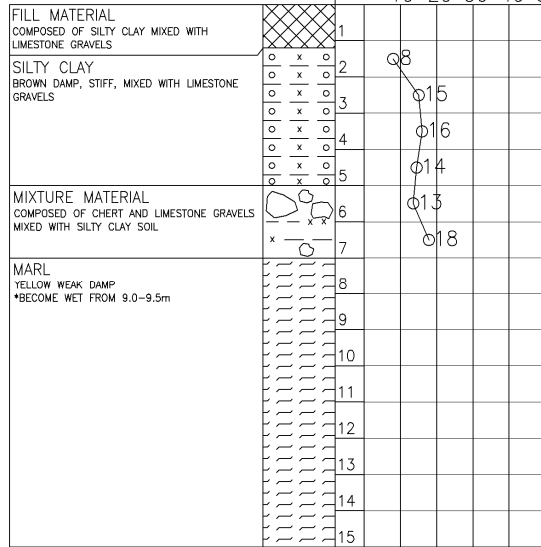 FILL MATERIAL
COMPOSED OF SILTY CLAY MIXED WITH
LIMESTONE GRAVELS
SILTY CLAY
BROWN DAMP, STIFF, MIXED WITH LIMESTONE
GRAVELS
MIXTURE MATERIAL
COMPOSED OF CHERT AND LIMESTONE GRAVELS
MIXED WITH SILTY CLAY SOIL
MARL
YELLOW WEAK DAMP
*BECOME WET FROM 9.0-9.5m
1
2
3
4
5
6
7
8
9
10
11
12
13
14
15
8
15
16
14
13
18